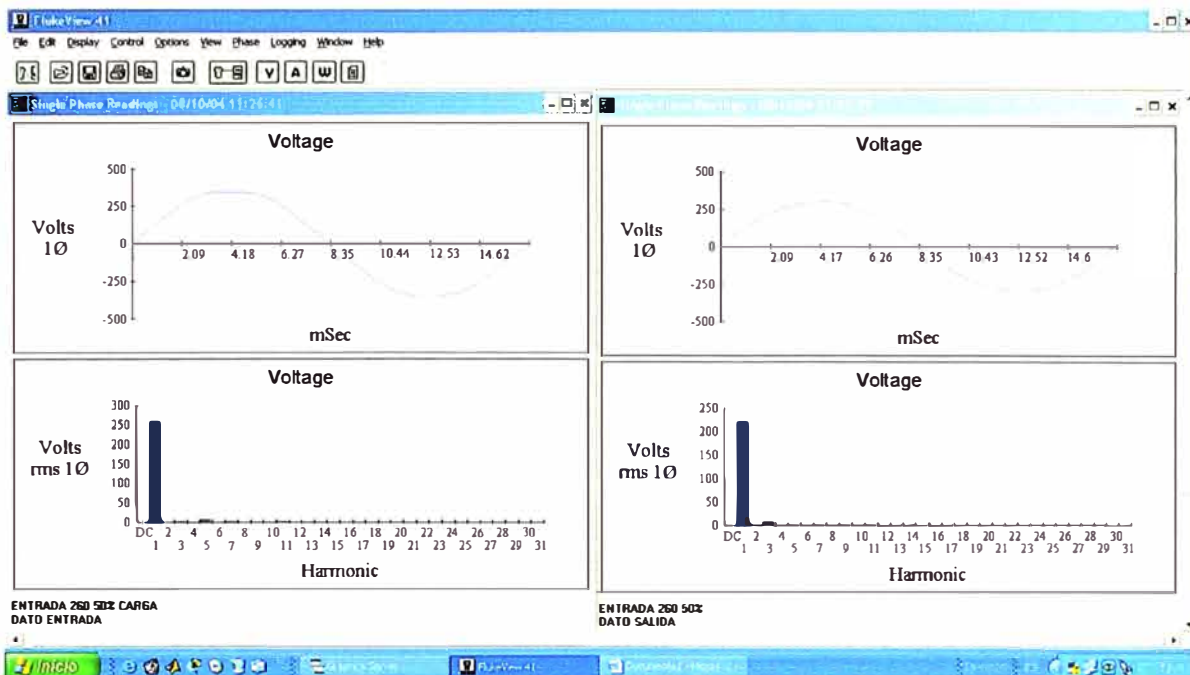 FlukeView 41
File Edit Display Control Options View Phase Logging Window Help
V A W
Single Phase Readings - 08/10/04 11:26:41
Voltage
500
250
0
-250
-500
Volts
1Ø
2.09 4.18 6.27 8.35 10.44 12.53 14.62
mSec
Voltage
300
250
200
150
100
50
0
Volts
rms 1Ø
DC 2 4 6 8 10 12 14 16 18 20 22 24 26 28 30
1 3 5 7 9 11 13 15 17 19 21 23 25 27 29 31
Harmonic
ENTRADA 260 50% CARGA
DATO ENTRADA
Voltage
500
250
0
-250
-500
Volts
1Ø
2.09 4.17 6.26 8.35 10.43 12.52 14.6
mSec
Voltage
250
200
150
100
50
0
Volts
rms 1Ø
DC 2 4 6 8 10 12 14 16 18 20 22 24 26 28 30
1 3 5 7 9 11 13 15 17 19 21 23 25 27 29 31
Harmonic
ENTRADA 260 50%
DATO SALIDA
Inicio
FlukeView 41